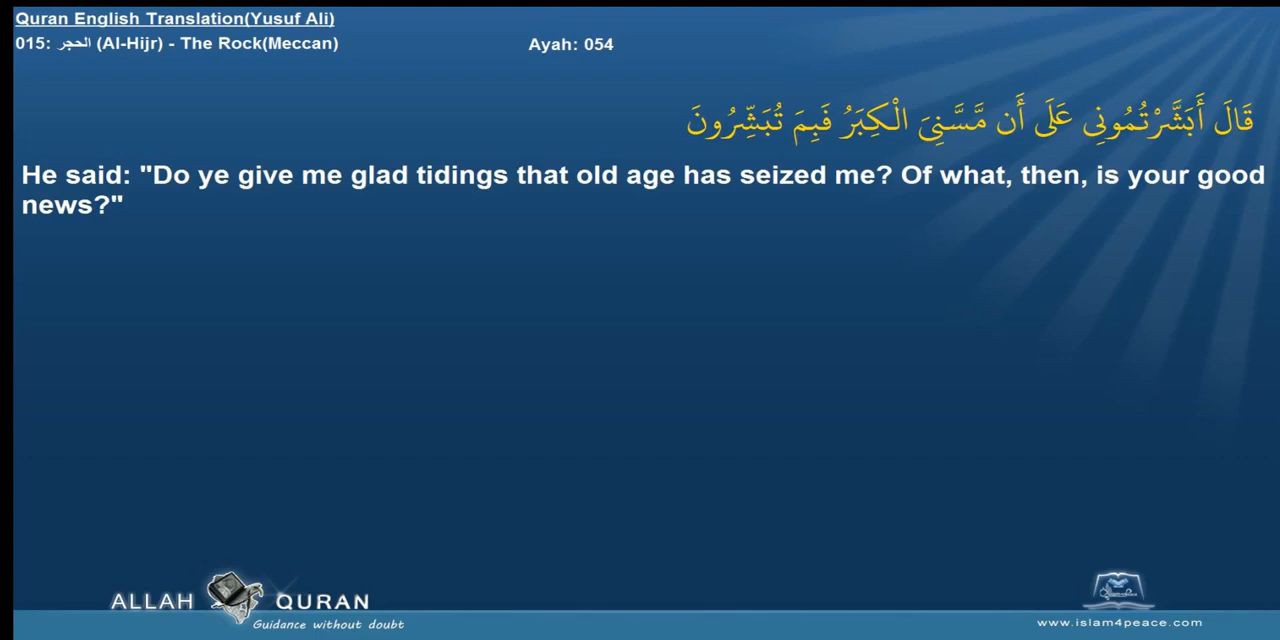 Quran English Translation(Yusuf Ali)
015: الحجر (Al-Hijr) - The Rock(Meccan) Ayah: 054
قَالَ أَبَشَّرْتُمُونِي عَلَى أَن مَّسَّنِيَ الْكِبَرُ فَبِمَ تُبَشِّرُونَ
He said: "Do ye give me glad tidings that old age has seized me? Of what, then, is your good
news?"
ALLAH QURAN
Guidance without doubt
www.islam4peace.com